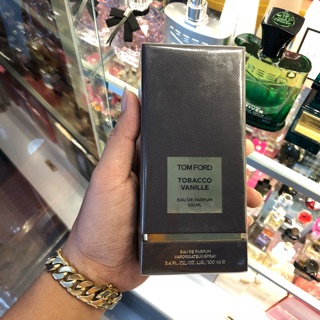 TOM FORD
TOBACCO
VANILLE
EAU DE PARFUM
100 ML
EAU DE PARFUM
VAPORISATEUR SPRAY
3.4 FL.OZ./OZ. LIQ./100 ml ℮